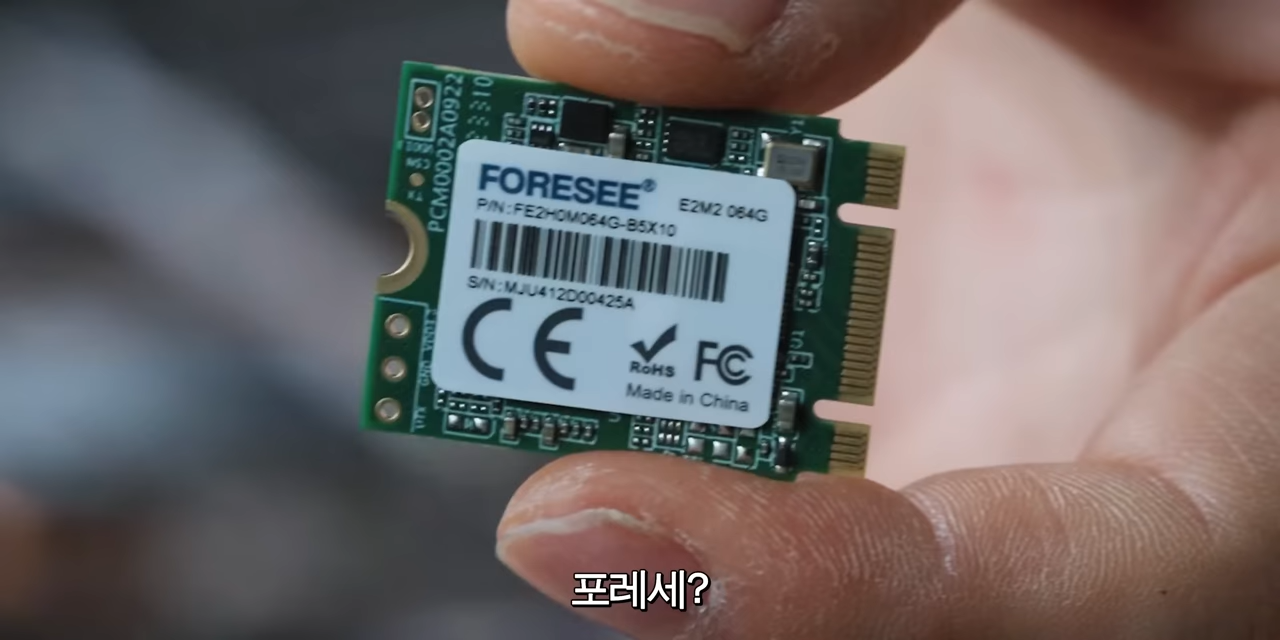 PCM0002A0922
FORESEE®
E2M2 064G
P/N:FE2H0M064G-B5X10
S/N:MJU412D00425A
CE
RoHS
FC
Made in China
포레세?